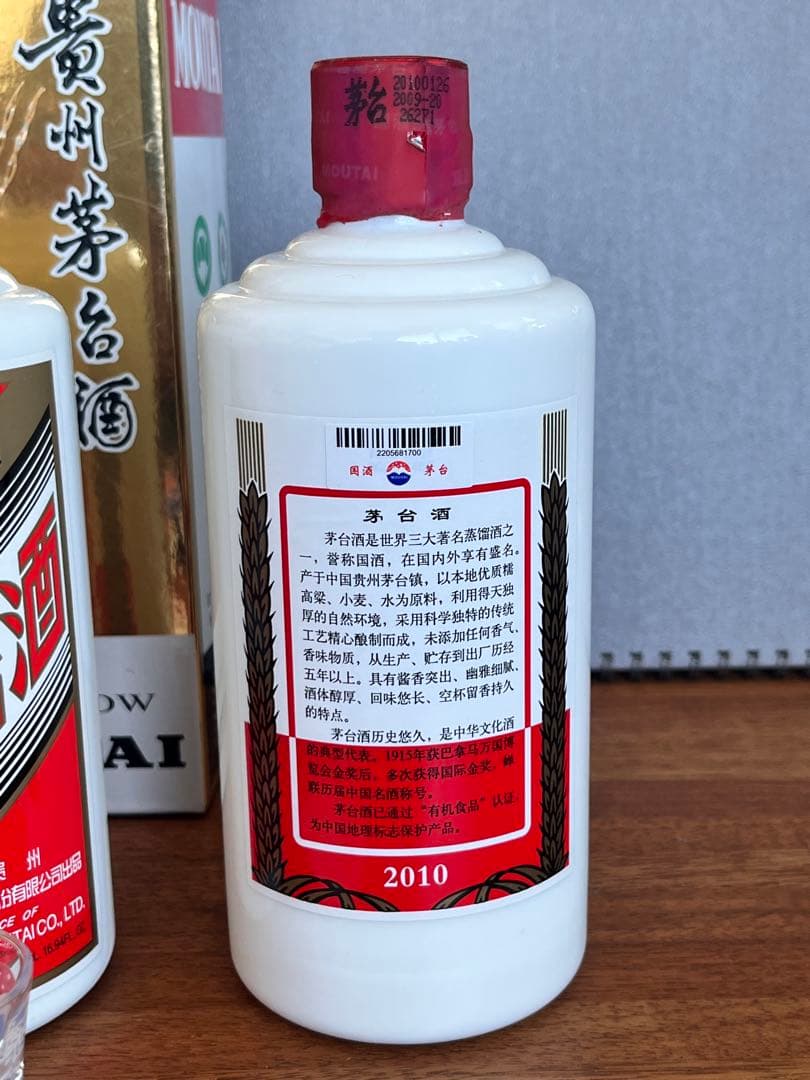 貴州茅台酒
MOUTAI
茅台
20100126
2009-20
262F1
MOUTAI
2205681700
国酒 茅台
茅台酒
茅台酒是世界三大著名蒸馏酒之
一，誉称国酒，在国内外享有盛名。
产于中国贵州茅台镇，以本地优质糯
高粱、小麦、水为原料，利用得天独
厚的自然环境，采用科学独特的传统
工艺精心酿制而成，未添加任何香气、
香味物质，从生产、贮存到出厂历经
五年以上。具有酱香突出、幽雅细腻、
酒体醇厚、回味悠长、空杯留香持久
的特点。
茅台酒历史悠久，是中华文化酒
的典型代表。1915年获巴拿马万国博
览会金奖后，多次获得国际金奖，蝉
联历届中国名酒称号。
茅台酒已通过“有机食品”认证，
为中国地理标志保护产品。
2010
酒
OW
TAI
州
份有限公司出品
CE OF
TAI CO., LTD.
16.94FL.OZ.